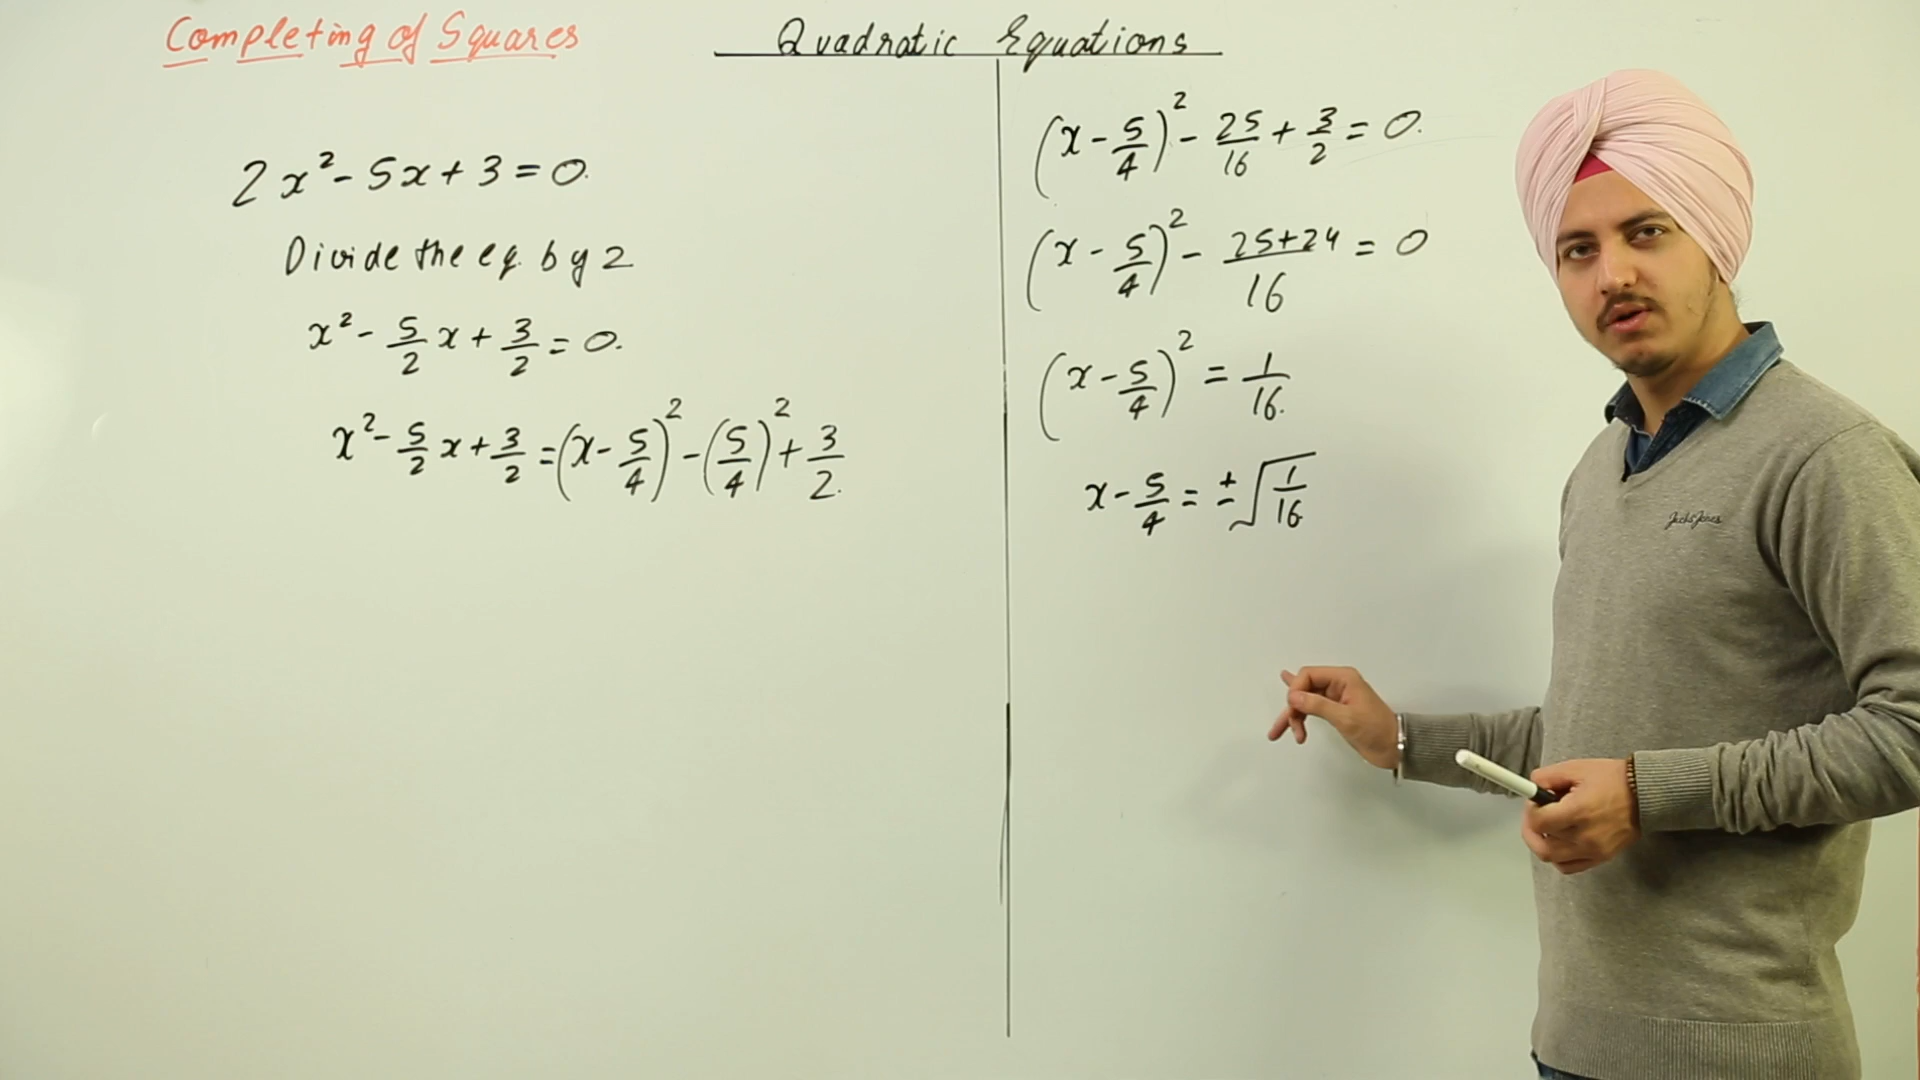 Completing of Squares
Quadratic Equations
2x² - 5x + 3 = 0.
Divide the eq. by 2
x² - 5/2 x + 3/2 = 0.
x² - 5/2 x + 3/2 = (x - 5/4)² - (5/4)² + 3/2.
(x - 5/4)² - 25/16 + 3/2 = 0.
(x - 5/4)² - 25+24/16 = 0
(x - 5/4)² = 1/16.
x - 5/4 = ± √1/16
Jack&Jones